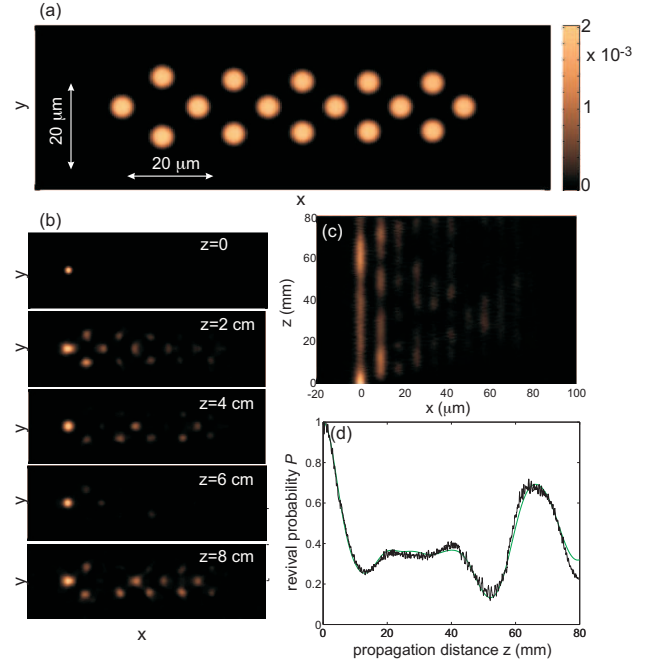 (a)
2
x 10⁻³
1
0
y
20 μm
20 μm
x
(b)
z=0
y
z=2 cm
y
z=4 cm
y
z=6 cm
y
z=8 cm
y
x
(c)
80
60
40
20
0
z (mm)
-20 0 20 40 60 80 100
x (μm)
(d)
1
0.8
0.6
0.4
0.2
0
revival probability P
0 20 40 60 80
propagation distance z (mm)